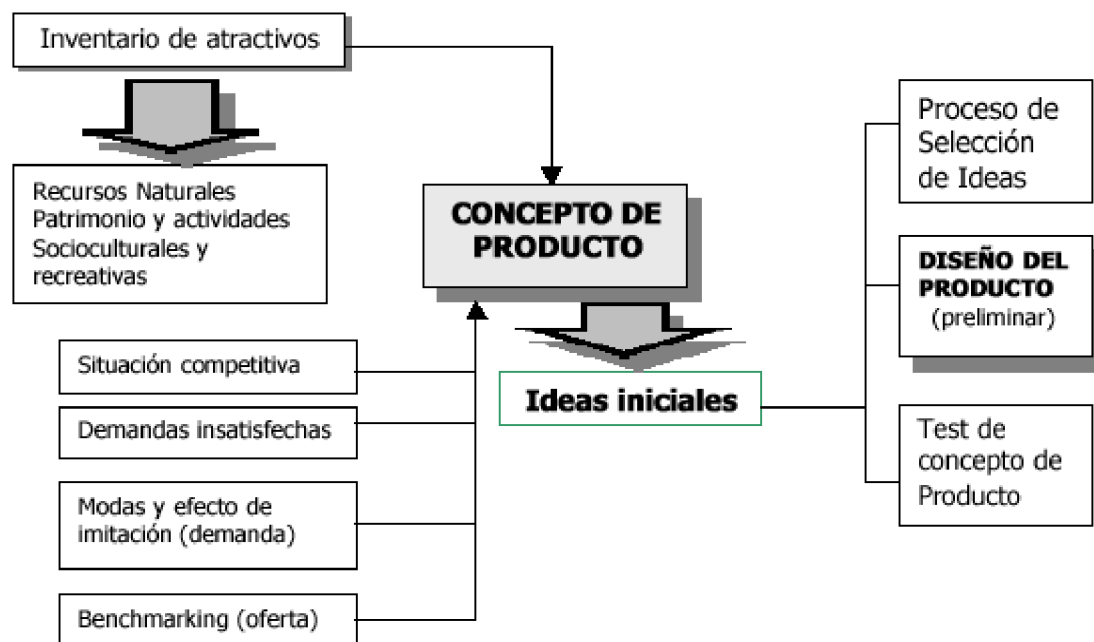 Inventario de atractivos
Recursos Naturales
Patrimonio y actividades
Socioculturales y
recreativas
CONCEPTO DE
PRODUCTO
Situación competitiva
Demandas insatisfechas
Modas y efecto de
imitación (demanda)
Benchmarking (oferta)
Ideas iniciales
Proceso de
Selección
de Ideas
DISEÑO DEL
PRODUCTO
(preliminar)
Test de
concepto de
Producto